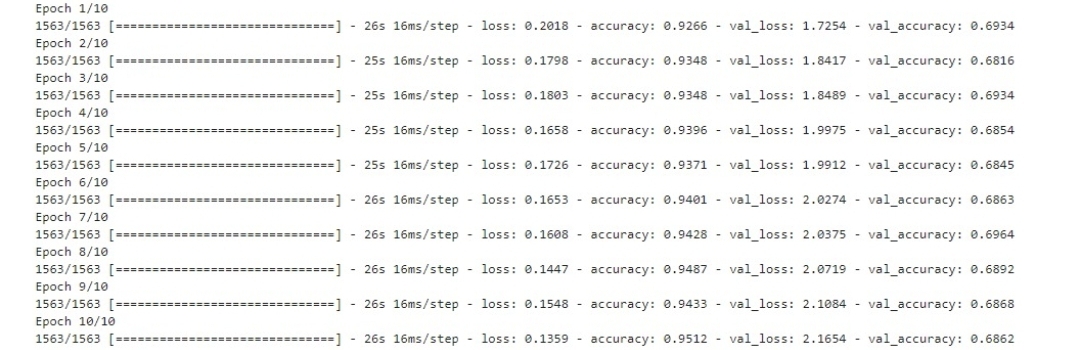 Epoch 1/10
1563/1563 [==============================] - 26s 16ms/step - loss: 0.2018 - accuracy: 0.9266 - val_loss: 1.7254 - val_accuracy: 0.6934
Epoch 2/10
1563/1563 [==============================] - 25s 16ms/step - loss: 0.1798 - accuracy: 0.9348 - val_loss: 1.8417 - val_accuracy: 0.6816
Epoch 3/10
1563/1563 [==============================] - 25s 16ms/step - loss: 0.1803 - accuracy: 0.9348 - val_loss: 1.8489 - val_accuracy: 0.6934
Epoch 4/10
1563/1563 [==============================] - 25s 16ms/step - loss: 0.1658 - accuracy: 0.9396 - val_loss: 1.9975 - val_accuracy: 0.6854
Epoch 5/10
1563/1563 [==============================] - 25s 16ms/step - loss: 0.1726 - accuracy: 0.9371 - val_loss: 1.9912 - val_accuracy: 0.6845
Epoch 6/10
1563/1563 [==============================] - 26s 16ms/step - loss: 0.1653 - accuracy: 0.9401 - val_loss: 2.0274 - val_accuracy: 0.6863
Epoch 7/10
1563/1563 [==============================] - 26s 16ms/step - loss: 0.1608 - accuracy: 0.9428 - val_loss: 2.0375 - val_accuracy: 0.6964
Epoch 8/10
1563/1563 [==============================] - 26s 16ms/step - loss: 0.1447 - accuracy: 0.9487 - val_loss: 2.0719 - val_accuracy: 0.6892
Epoch 9/10
1563/1563 [==============================] - 26s 16ms/step - loss: 0.1548 - accuracy: 0.9433 - val_loss: 2.1084 - val_accuracy: 0.6868
Epoch 10/10
1563/1563 [==============================] - 26s 16ms/step - loss: 0.1359 - accuracy: 0.9512 - val_loss: 2.1654 - val_accuracy: 0.6862